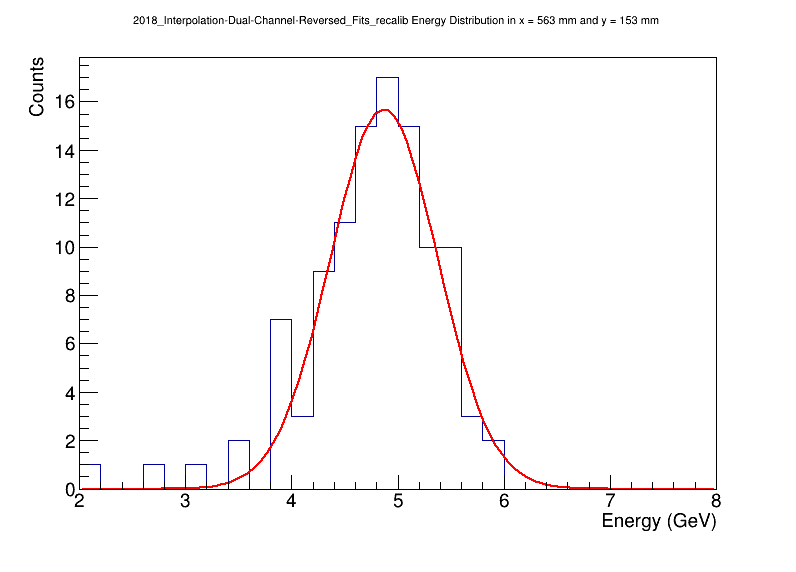 2018_Interpolation-Dual-Channel-Reversed_Fits_recalib Energy Distribution in x = 563 mm and y = 153 mm
Counts
16
14
12
10
8
6
4
2
0
2 3 4 5 6 7 8
Energy (GeV)